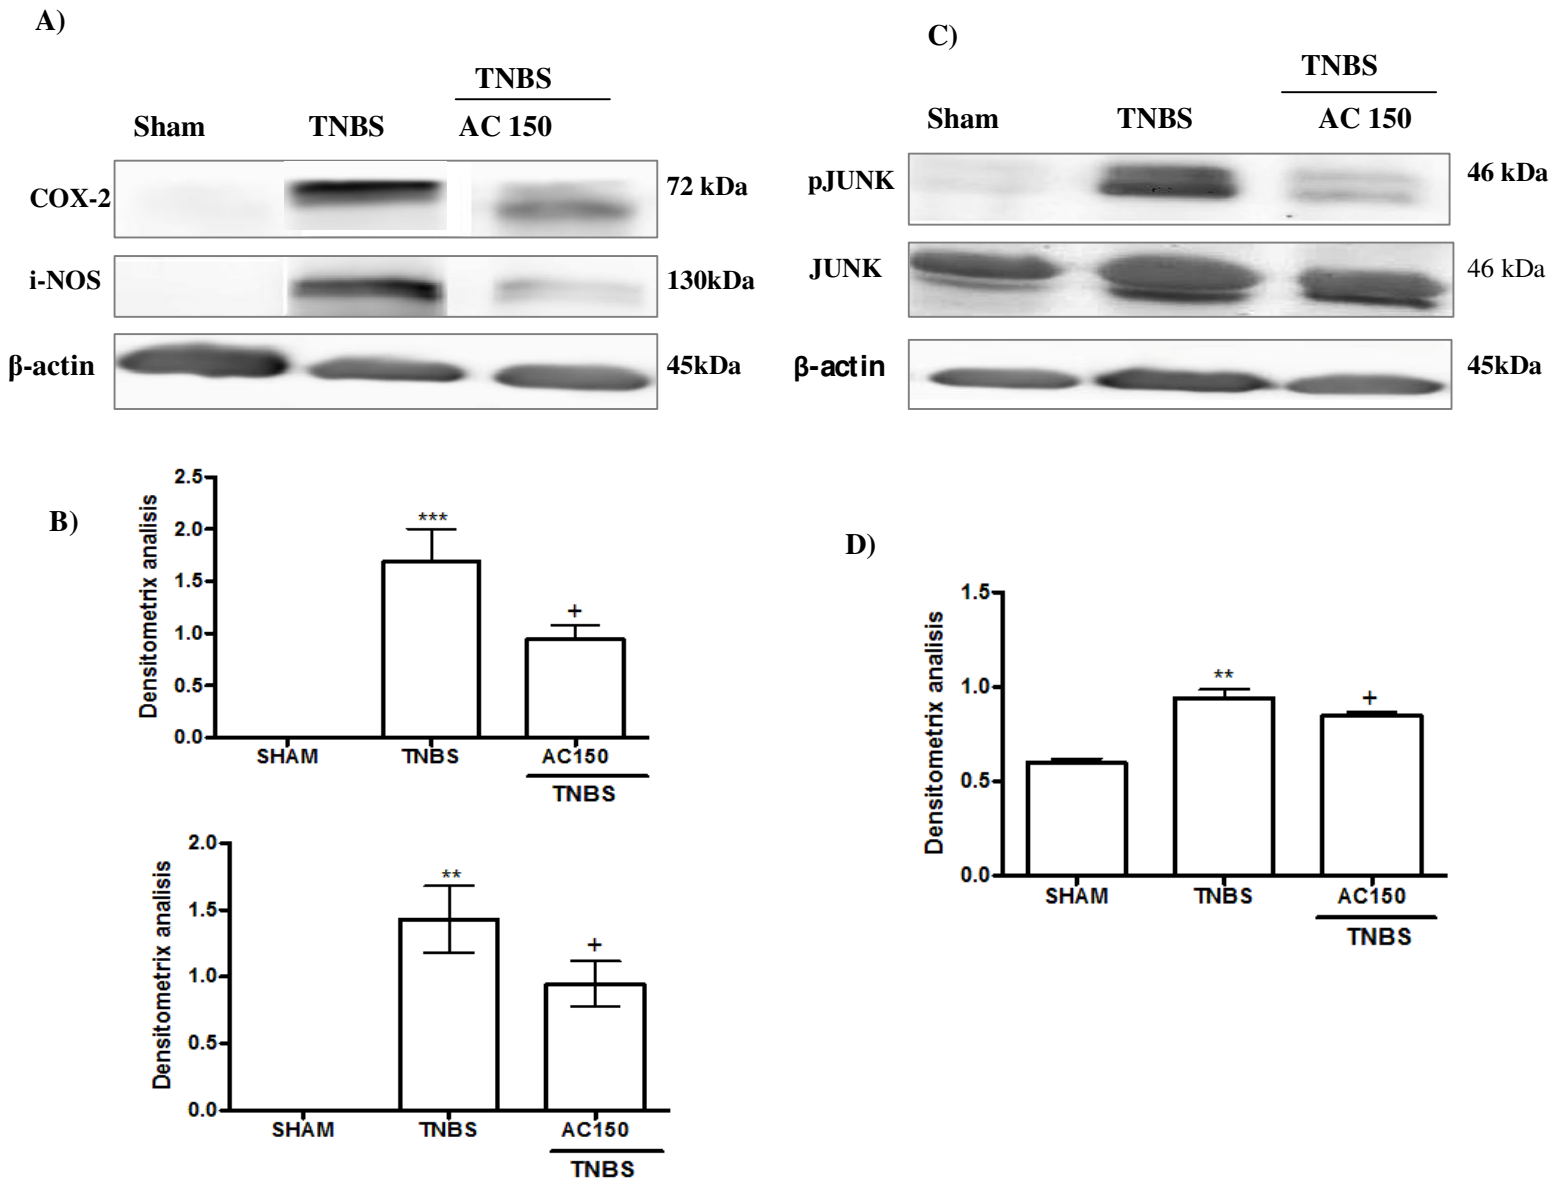 A)
TNBS
Sham TNBS AC 150
COX-2 72 kDa
i-NOS 130kDa
β-actin 45kDa
C)
TNBS
Sham TNBS AC 150
pJUNK 46 kDa
JUNK 46 kDa
β-actin 45kDa
B)
Densitometrix analisis
2.5
2.0
1.5
1.0
0.5
0.0
***
+
SHAM TNBS AC150
TNBS
Densitometrix analisis
2.0
1.5
1.0
0.5
0.0
**
+
SHAM TNBS AC150
TNBS
D)
Densitometrix analisis
1.5
1.0
0.5
0.0
**
+
SHAM TNBS AC150
TNBS